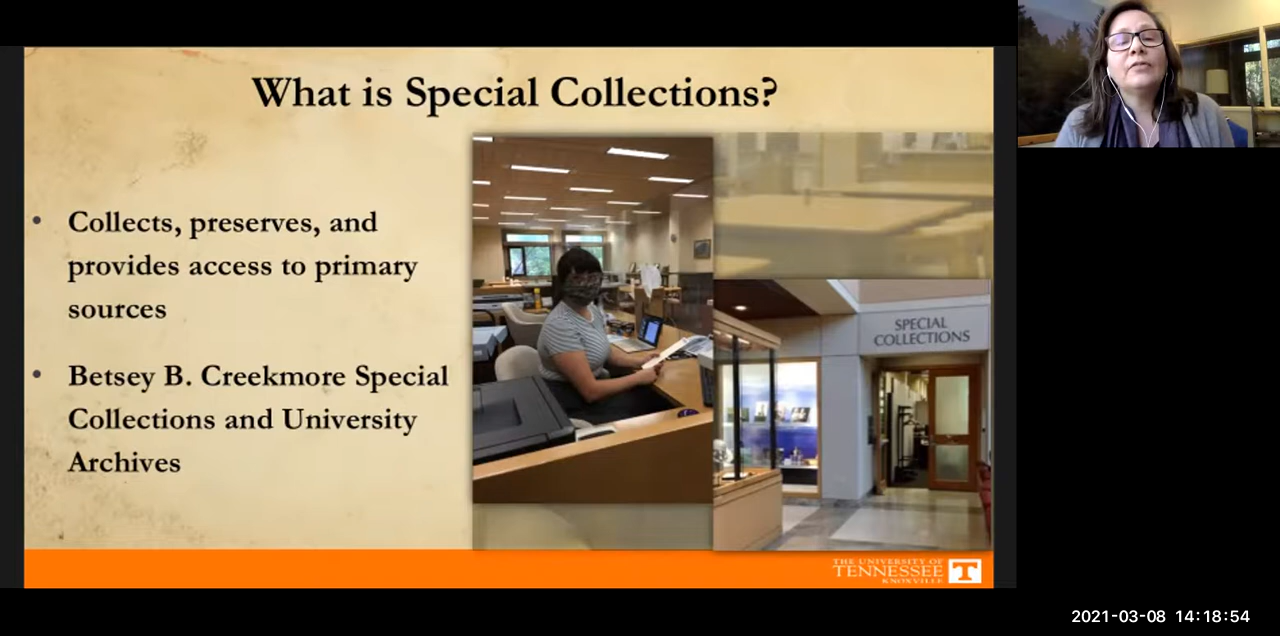 What is Special Collections?
• Collects, preserves, and
provides access to primary
sources
• Betsey B. Creekmore Special
Collections and University
Archives
SPECIAL
COLLECTIONS
THE UNIVERSITY OF
TENNESSEE
KNOXVILLE
T
2021-03-08 14:18:54